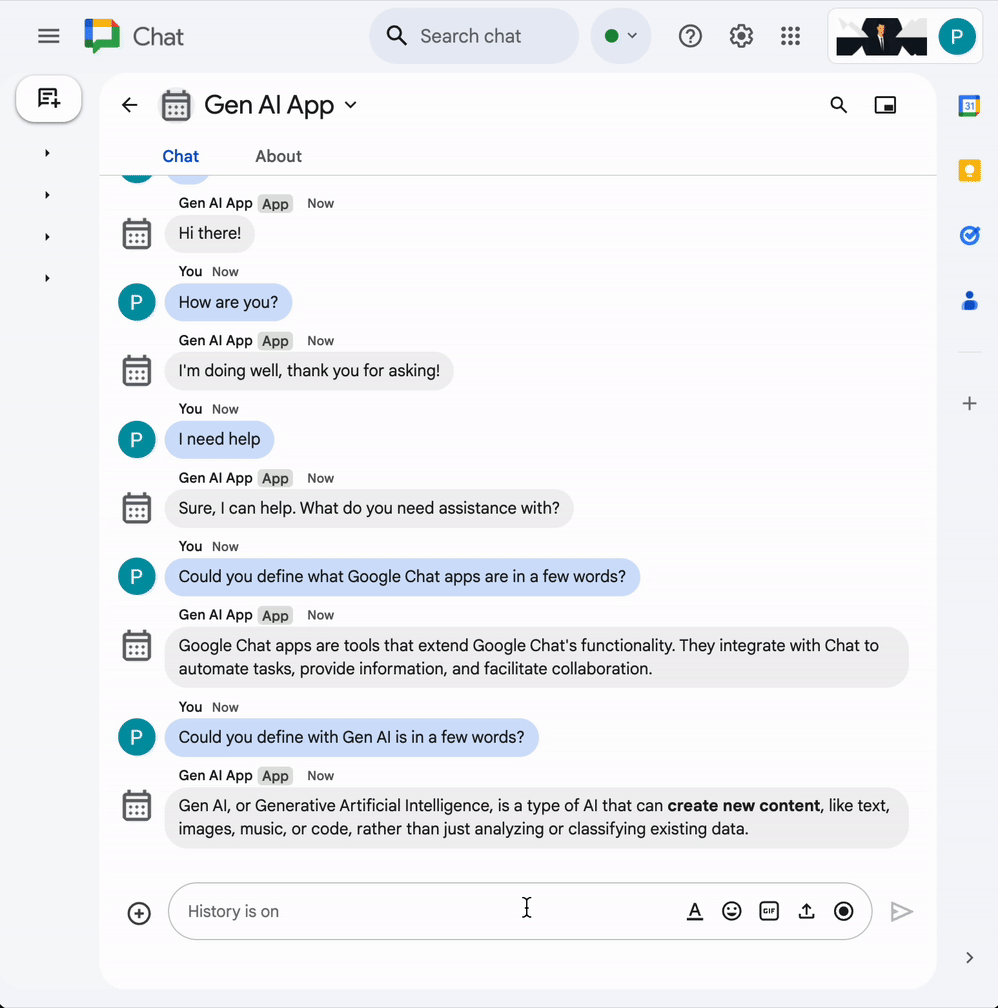 Chat
Search chat
P
Gen AI App
Chat About
31
Gen AI App App Now
Hi there!
You Now
P
How are you?
Gen AI App App Now
I'm doing well, thank you for asking!
You Now
P
I need help
Gen AI App App Now
Sure, I can help. What do you need assistance with?
You Now
P
Could you define what Google Chat apps are in a few words?
Gen AI App App Now
Google Chat apps are tools that extend Google Chat's functionality. They integrate with Chat to
automate tasks, provide information, and facilitate collaboration.
You Now
P
Could you define with Gen AI is in a few words?
Gen AI App App Now
Gen AI, or Generative Artificial Intelligence, is a type of AI that can create new content, like text,
images, music, or code, rather than just analyzing or classifying existing data.
History is on
A
GIF